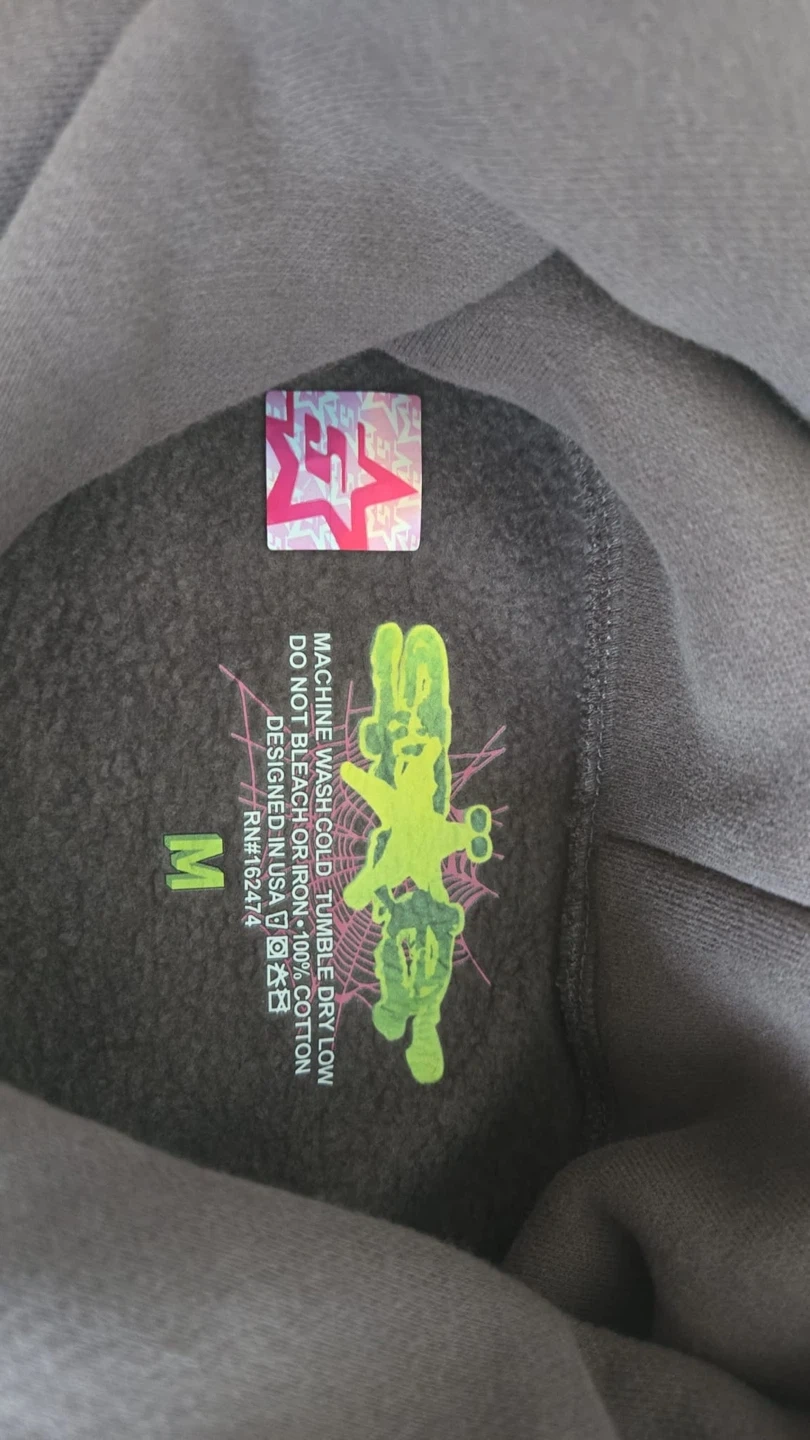 MACHINE WASH COLD TUMBLE DRY LOW
DO NOT BLEACH OR IRON • 100% COTTON
DESIGNED IN USA
RN#162474
M